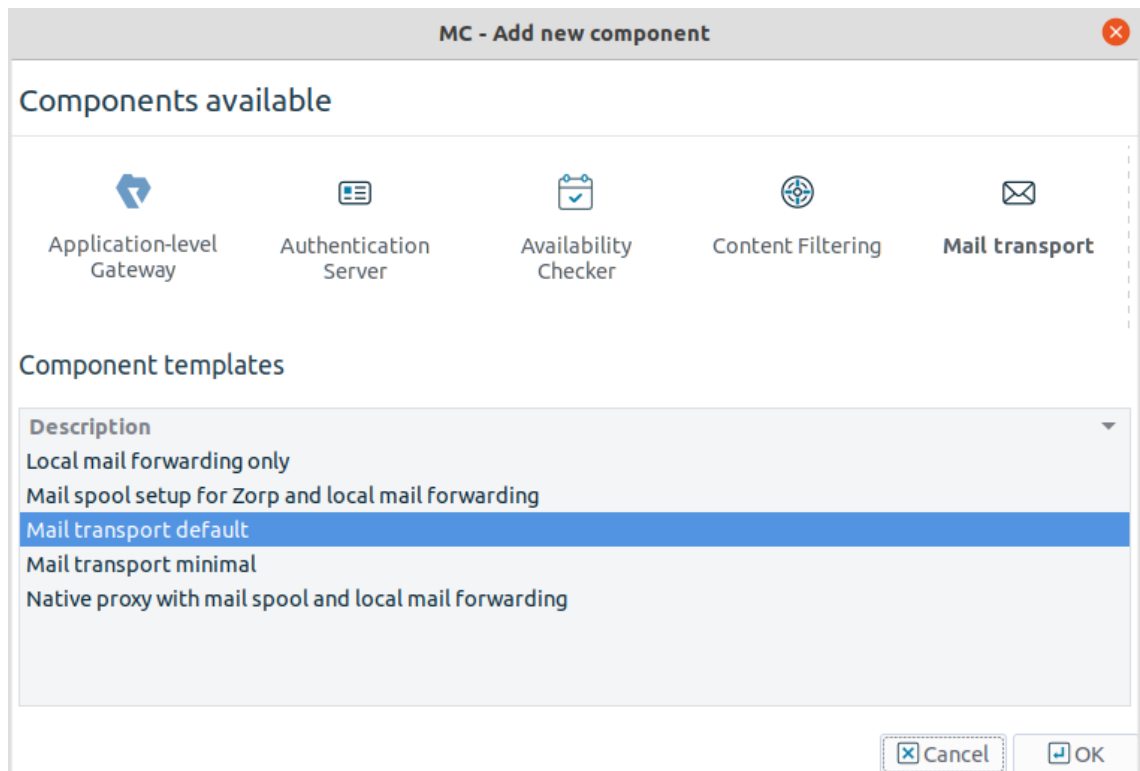 MC - Add new component
Components available
Application-level
Gateway
Authentication
Server
Availability
Checker
Content Filtering
Mail transport
Component templates
Description
Local mail forwarding only
Mail spool setup for Zorp and local mail forwarding
Mail transport default
Mail transport minimal
Native proxy with mail spool and local mail forwarding
Cancel
OK